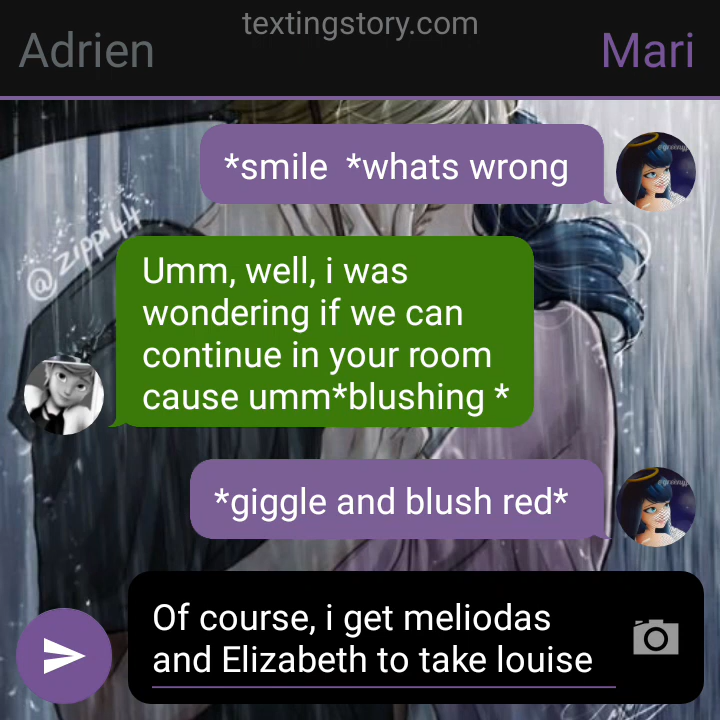 textingstory.com
Adrien
Mari
*smile  *whats wrong
@zippi44
Umm, well, i was
wondering if we can
continue in your room
cause umm*blushing *
*giggle and blush red*
Of course, i get meliodas
and Elizabeth to take louise